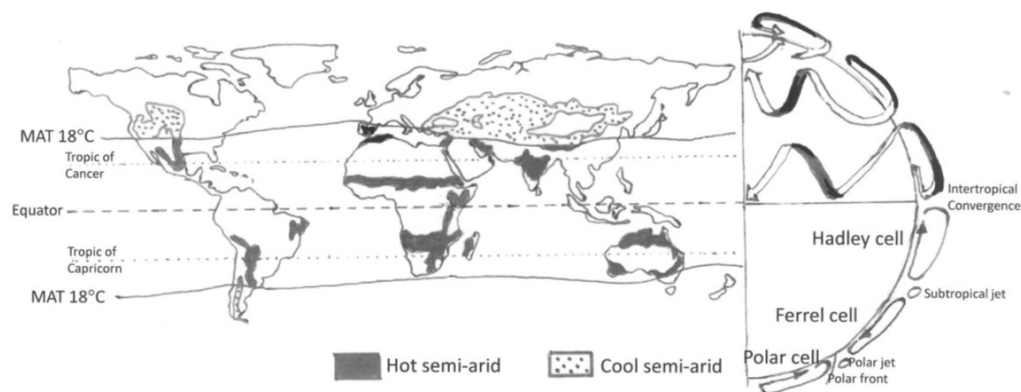 MAT 18°C
Tropic of
Cancer
Equator
Tropic of
Capricorn
MAT 18°C
Hot semi-arid
Cool semi-arid
Intertropical
Convergence
Hadley cell
Subtropical jet
Ferrel cell
Polar cell
Polar jet
Polar front